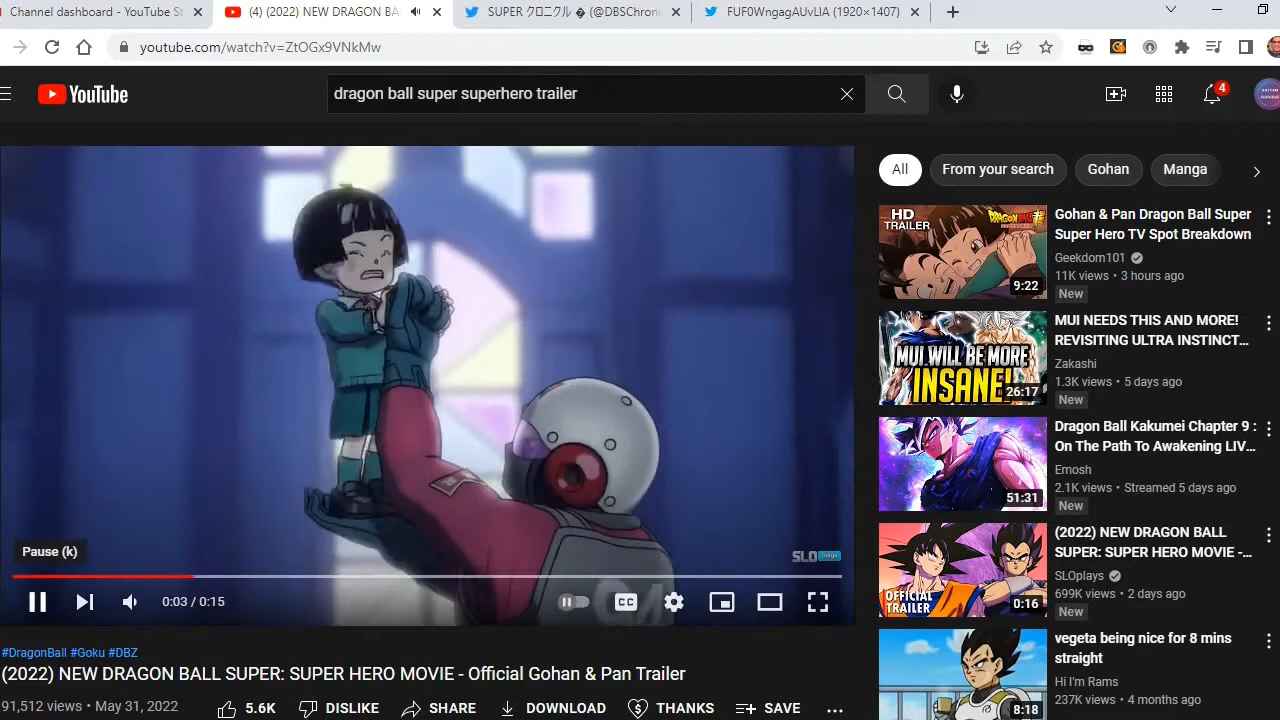 Channel dashboard - YouTube St
(4) (2022) NEW DRAGON BA
SUPER クロニクル � (@DBSChroni
FUF0WngagAUvLIA (1920×1407)
youtube.com/watch?v=ZtOGx9VNkMw
YouTube
dragon ball super superhero trailer
4
All
From your search
Gohan
Manga
HD
TRAILER
DRAGONBALL
9:22
Gohan & Pan Dragon Ball Super
Super Hero TV Spot Breakdown
Geekdom101
11K views • 3 hours ago
New
MUI WILL BE MORE
INSANE!
26:17
MUI NEEDS THIS AND MORE!
REVISITING ULTRA INSTINCT...
Zakashi
1.3K views • 5 days ago
New
51:31
Dragon Ball Kakumei Chapter 9 :
On The Path To Awakening LIV...
Emosh
2.1K views • Streamed 5 days ago
New
OFFICIAL
TRAILER
0:16
(2022) NEW DRAGON BALL
SUPER: SUPER HERO MOVIE -...
SLOplays
699K views • 2 days ago
New
8:18
vegeta being nice for 8 mins
straight
Hi I'm Rams
237K views • 4 months ago
Pause (k)
SLO plays
0:03 / 0:15
CC
#DragonBall #Goku #DBZ
(2022) NEW DRAGON BALL SUPER: SUPER HERO MOVIE - Official Gohan & Pan Trailer
91,512 views • May 31, 2022
5.6K
DISLIKE
SHARE
DOWNLOAD
THANKS
SAVE